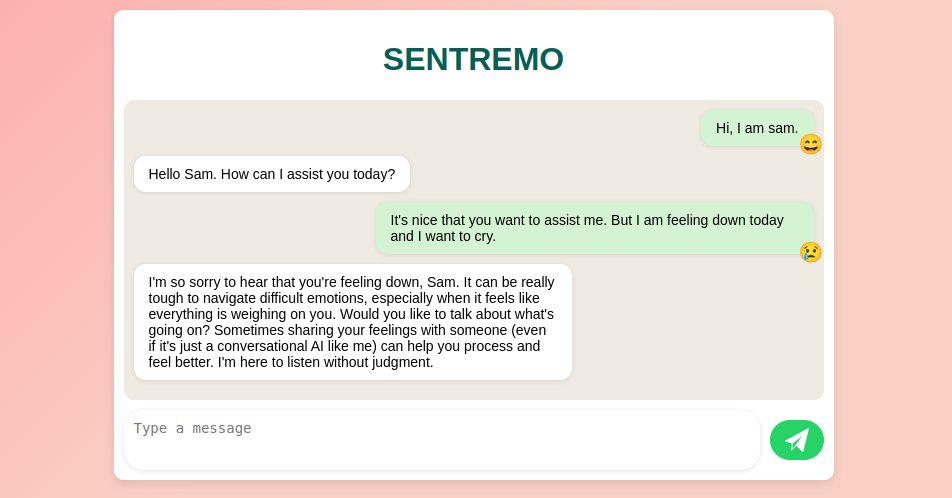 SENTREMO
Hi, I am sam.
Hello Sam. How can I assist you today?
It's nice that you want to assist me. But I am feeling down today
and I want to cry.
I'm so sorry to hear that you're feeling down, Sam. It can be really
tough to navigate difficult emotions, especially when it feels like
everything is weighing on you. Would you like to talk about what's
going on? Sometimes sharing your feelings with someone (even
if it's just a conversational AI like me) can help you process and
feel better. I'm here to listen without judgment.
Type a message